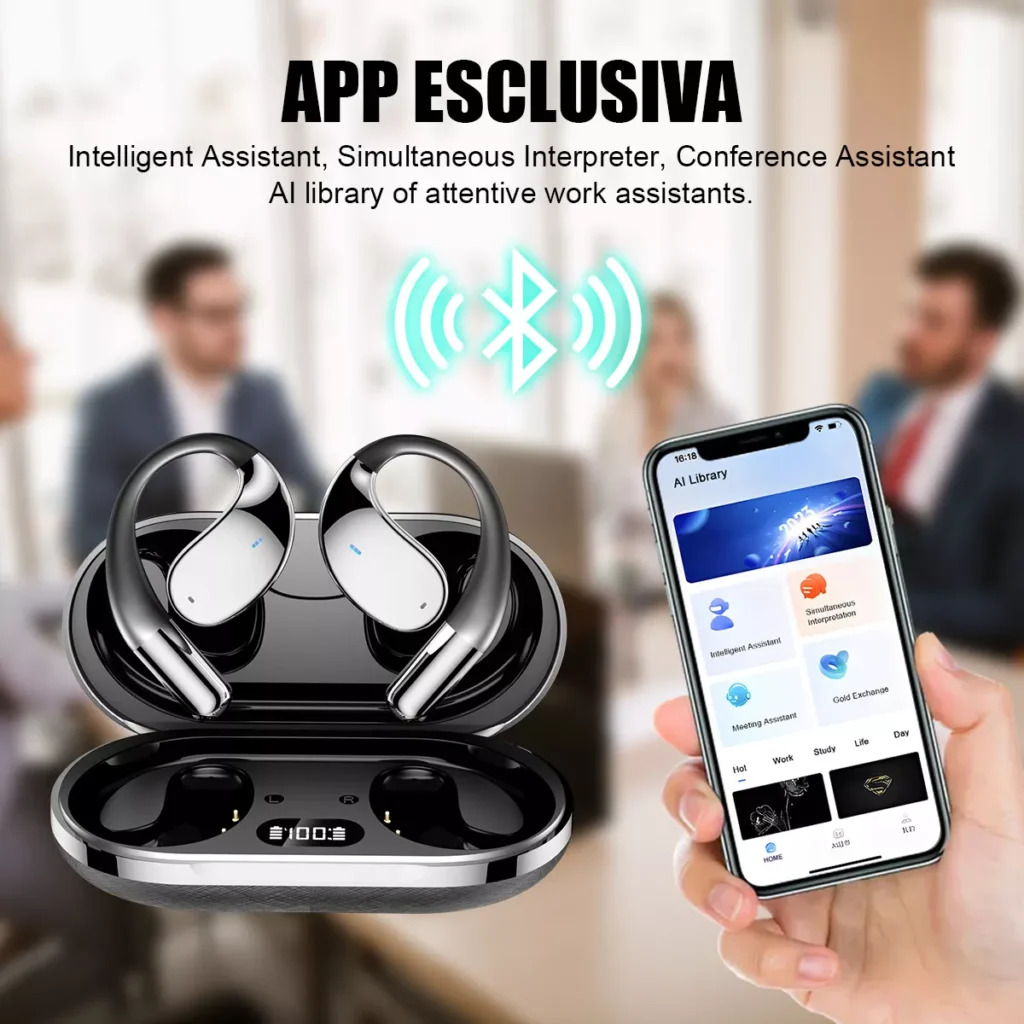 APP ESCLUSIVA
Intelligent Assistant, Simultaneous Interpreter, Conference Assistant
AI library of attentive work assistants.
16:18
AI Library
2023
Intelligent Assistant
Simultaneous
Interpretation
Meeting Assistant
Gold Exchange
Hot Work Study Life Day
HOME
L R
100